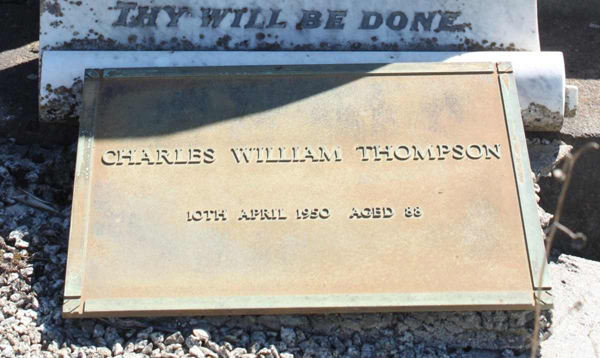 THY WILL BE DONE.
CHARLES WILLIAM THOMPSON
10TH APRIL 1950 AGED 88